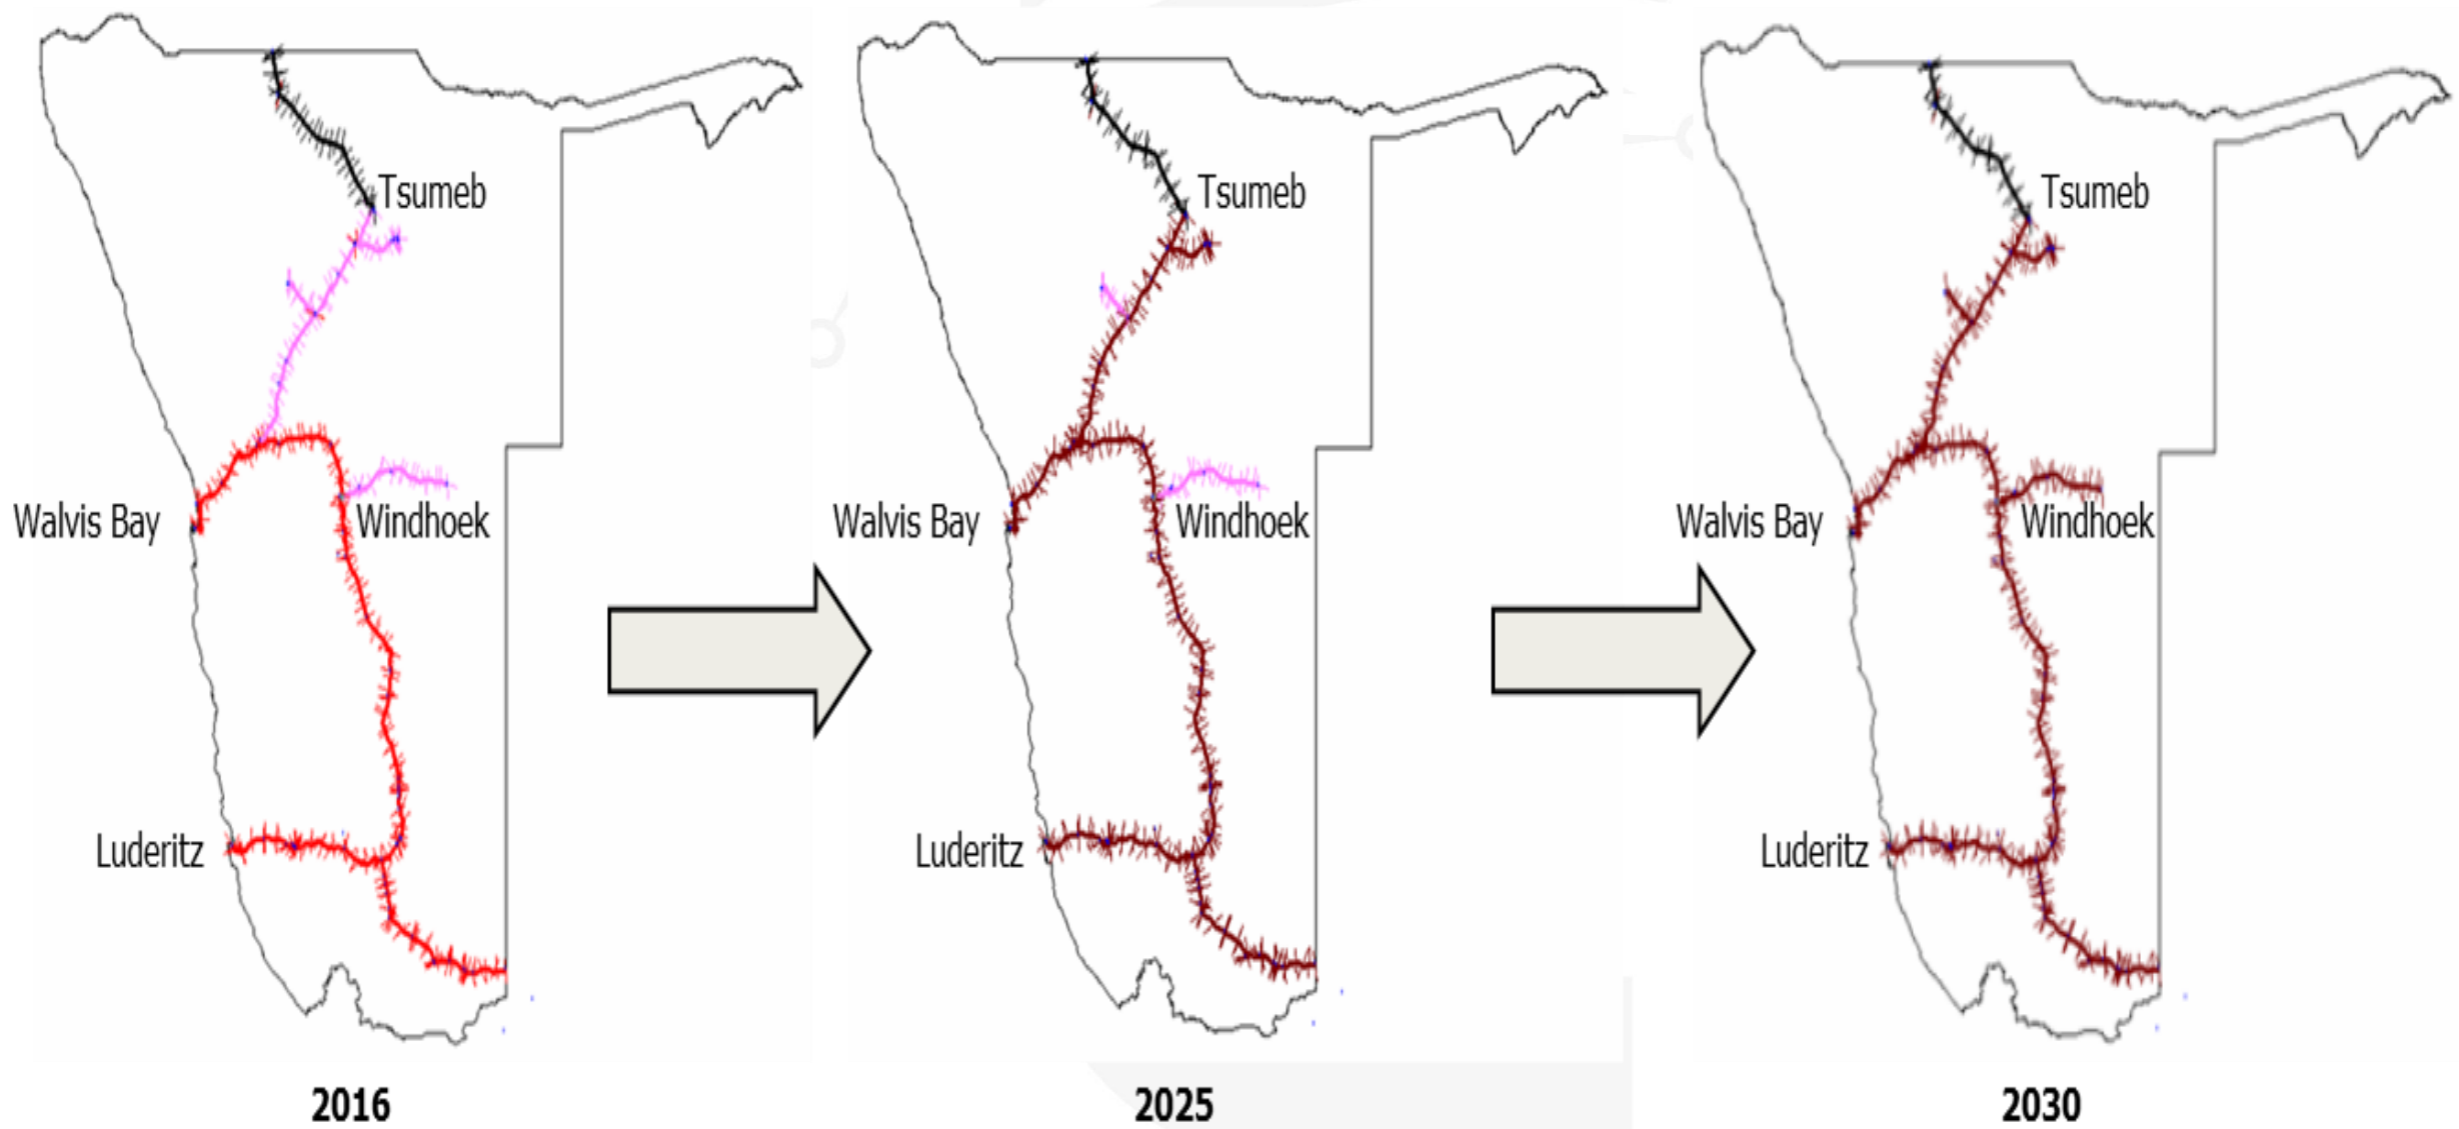 Tsumeb
Tsumeb
Tsumeb
Walvis Bay
Windhoek
Walvis Bay
Windhoek
Walvis Bay
Windhoek
Luderitz
Luderitz
Luderitz
2016
2025
2030